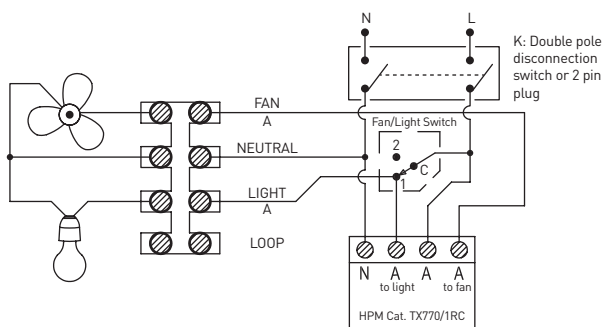 N
L
K: Double pole
disconnection
switch or 2 pin
plug
FAN
A
Fan/Light Switch
2
C
1
NEUTRAL
LIGHT
A
LOOP
N A A A
to light to fan
HPM Cat. TX770/1RC